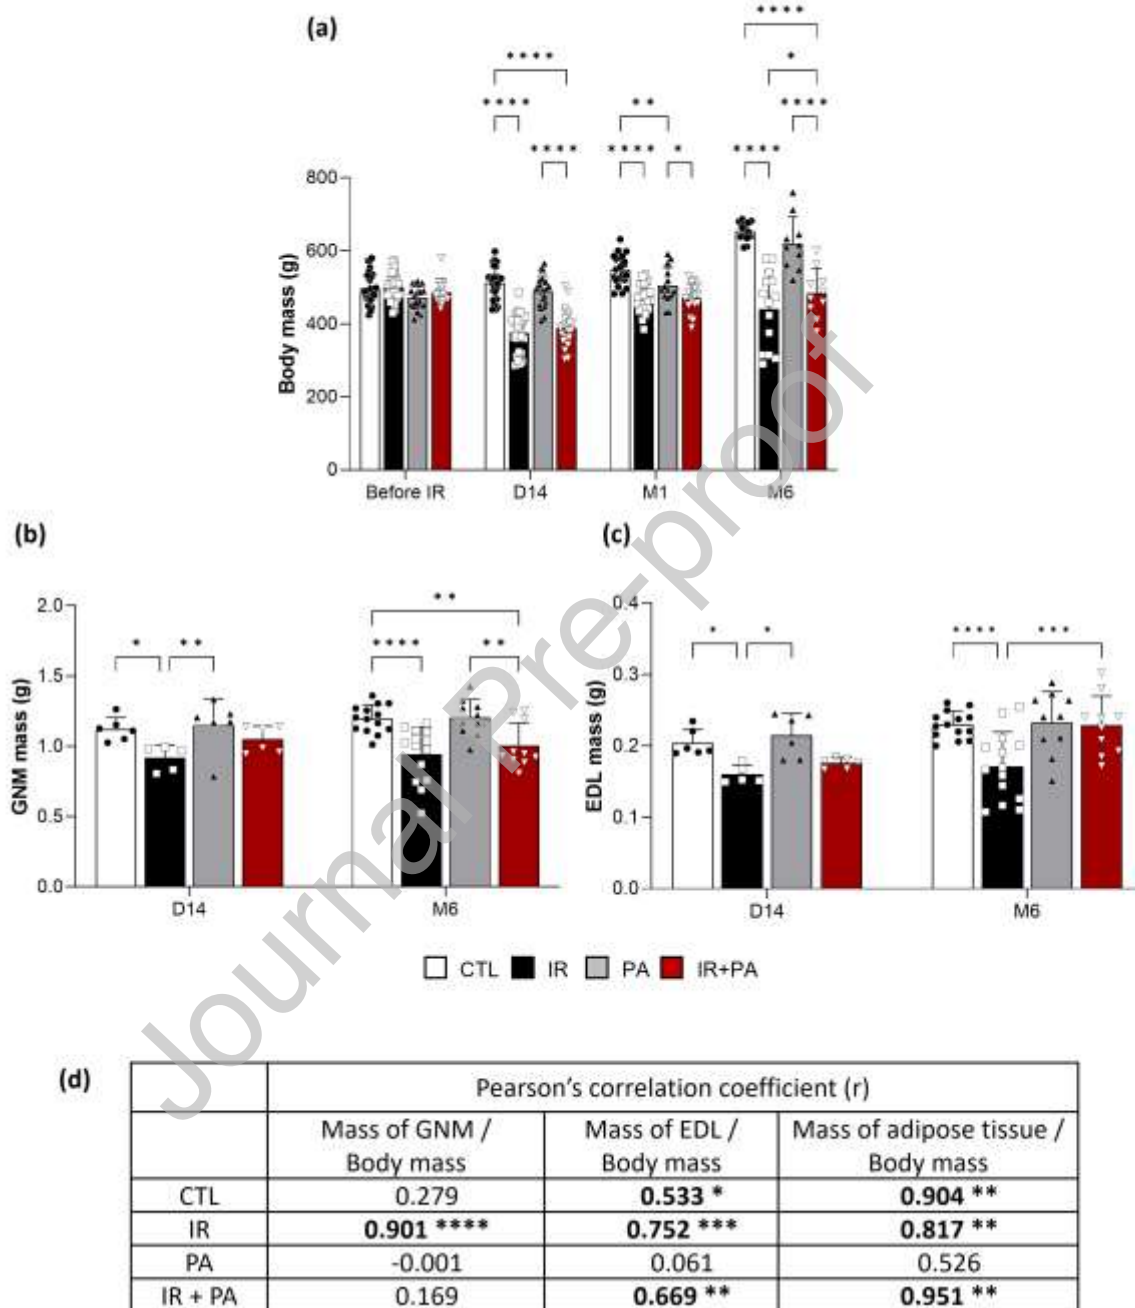 (a)
* * * *
* * * * *
* * * * * * * * * *
* * * * * * * * * * * * * * *
Body mass (g)
800
600
400
200
0
Before IR D14 M1 M6
(b)
GNM mass (g)
2.0
1.5
1.0
0.5
0.0
* * *
* *
* * * * * *
D14 M6
(c)
EDL mass (g)
0.4
0.3
0.2
0.1
0.0
* *
* * * * * * *
D14 M6
CTL IR PA IR+PA
(d)
Pearson's correlation coefficient (r)
Mass of GNM / Mass of EDL / Mass of adipose tissue /
Body mass Body mass Body mass
CTL 0.279 0.533 * 0.904 **
IR 0.901 **** 0.752 *** 0.817 **
PA -0.001 0.061 0.526
IR + PA 0.169 0.669 ** 0.951 **
Journal Pre-proof